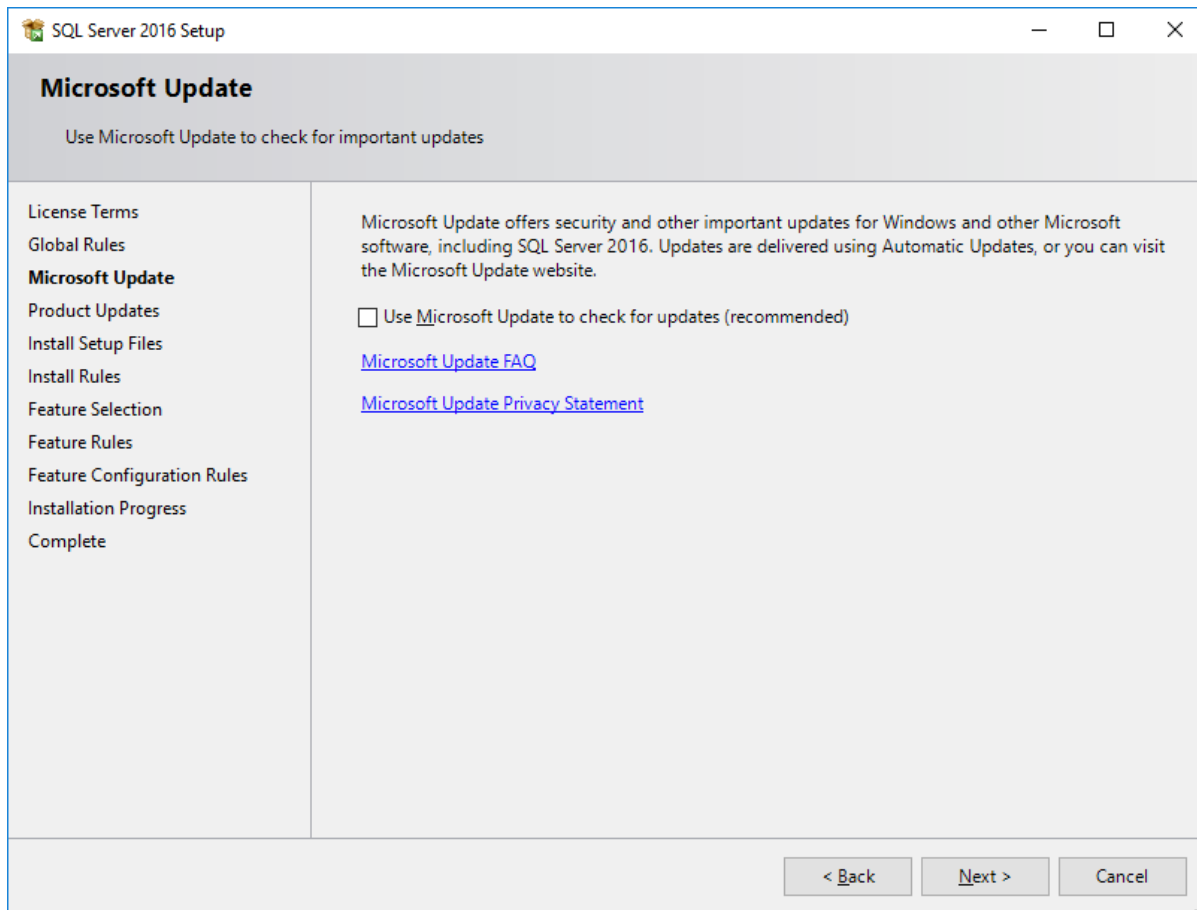 SQL Server 2016 Setup
Microsoft Update
Use Microsoft Update to check for important updates
License Terms
Global Rules
Microsoft Update
Product Updates
Install Setup Files
Install Rules
Feature Selection
Feature Rules
Feature Configuration Rules
Installation Progress
Complete
Microsoft Update offers security and other important updates for Windows and other Microsoft
software, including SQL Server 2016. Updates are delivered using Automatic Updates, or you can visit
the Microsoft Update website.
Use Microsoft Update to check for updates (recommended)
Microsoft Update FAQ
Microsoft Update Privacy Statement
< Back Next > Cancel